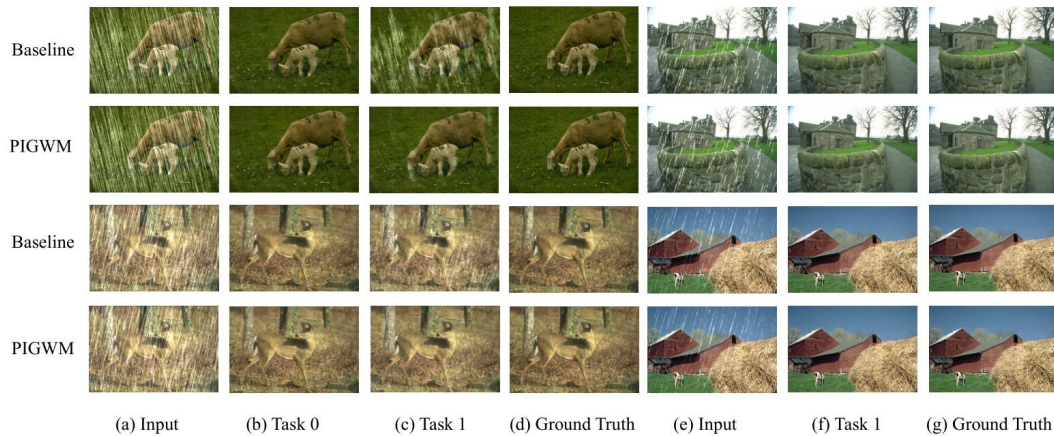 Baseline
PIGWM
Baseline
PIGWM
(a) Input (b) Task 0 (c) Task 1 (d) Ground Truth (e) Input (f) Task 1 (g) Ground Truth